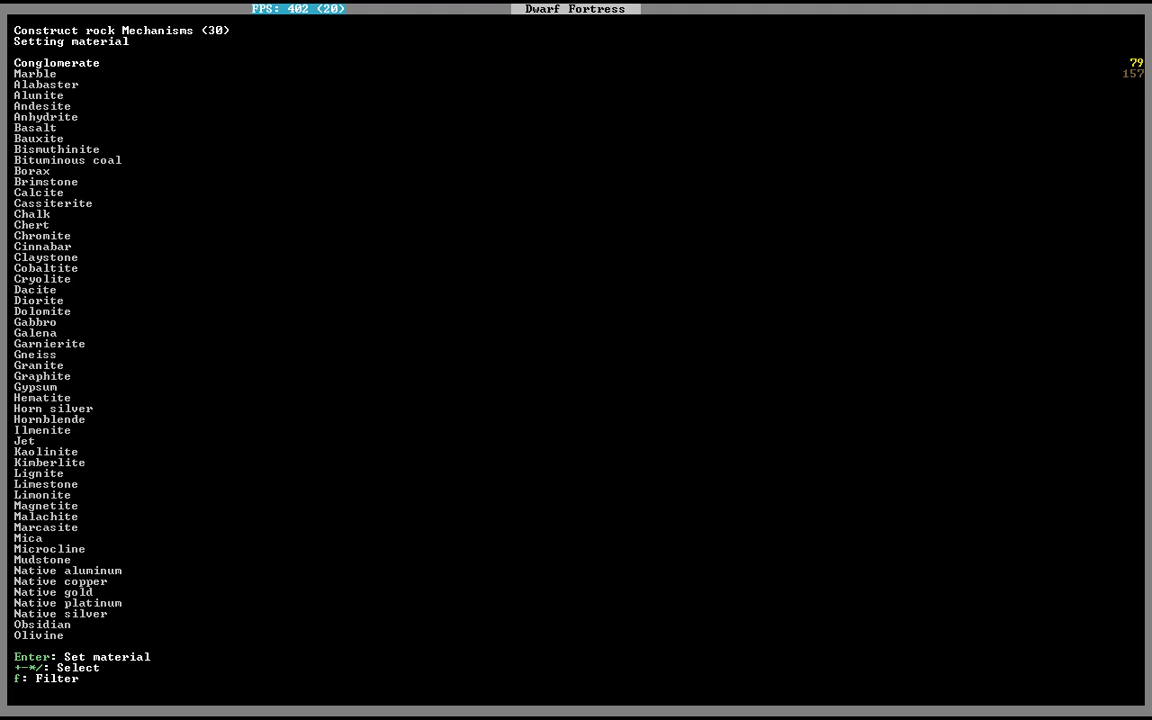 FPS: 402 (20) Dwarf Fortress
Construct rock Mechanisms (30)
Setting material
Conglomerate 79
Marble 157
Alabaster
Alunite
Andesite
Anhydrite
Basalt
Bauxite
Bismuthinite
Bituminous coal
Borax
Brimstone
Calcite
Cassiterite
Chalk
Chert
Chromite
Cinnabar
Claystone
Cobaltite
Cryolite
Dacite
Diorite
Dolomite
Gabbro
Galena
Garnierite
Gneiss
Granite
Graphite
Gypsum
Hematite
Horn silver
Hornblende
Ilmenite
Jet
Kaolinite
Kimberlite
Lignite
Limestone
Limonite
Magnetite
Malachite
Marcasite
Mica
Microcline
Mudstone
Native aluminum
Native copper
Native gold
Native platinum
Native silver
Obsidian
Olivine
Enter: Set material
+-*/: Select
f: Filter